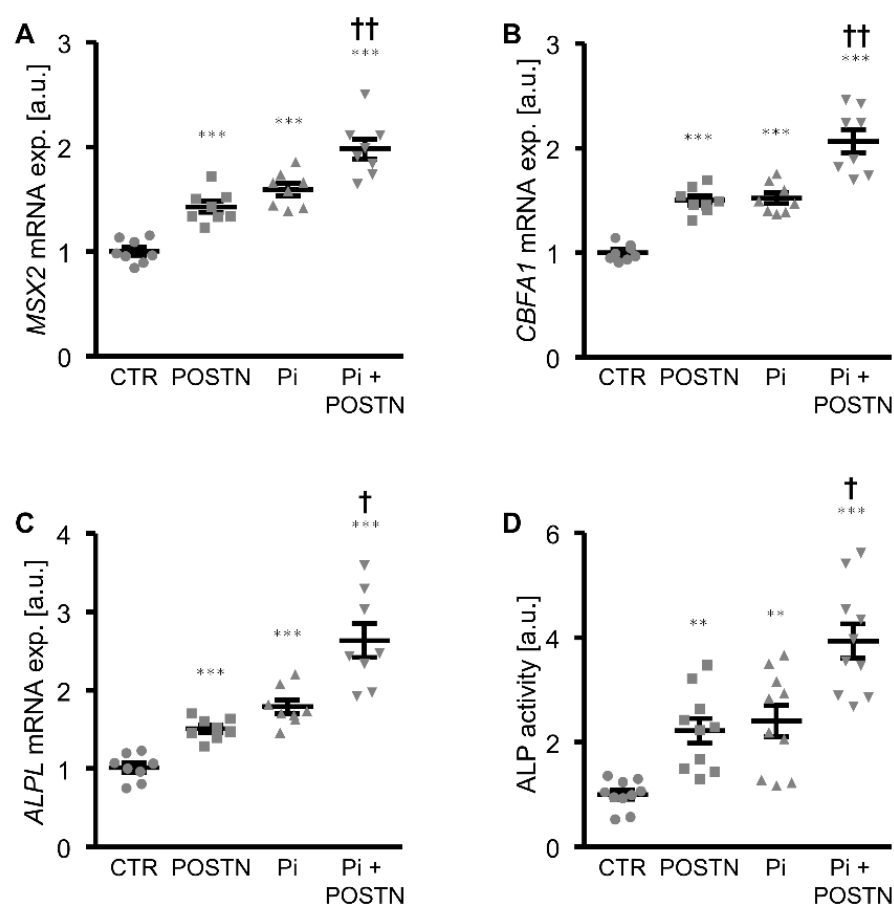 A
MSX2 mRNA exp. [a.u.]
3
2
1
0
***
***
††
***
CTR POSTN Pi Pi +
POSTN
B
CBFA1 mRNA exp. [a.u.]
3
2
1
0
***
***
††
***
CTR POSTN Pi Pi +
POSTN
C
ALPL mRNA exp. [a.u.]
4
3
2
1
0
***
***
†
***
CTR POSTN Pi Pi +
POSTN
D
ALP activity [a.u.]
6
4
2
0
**
**
†
***
CTR POSTN Pi Pi +
POSTN